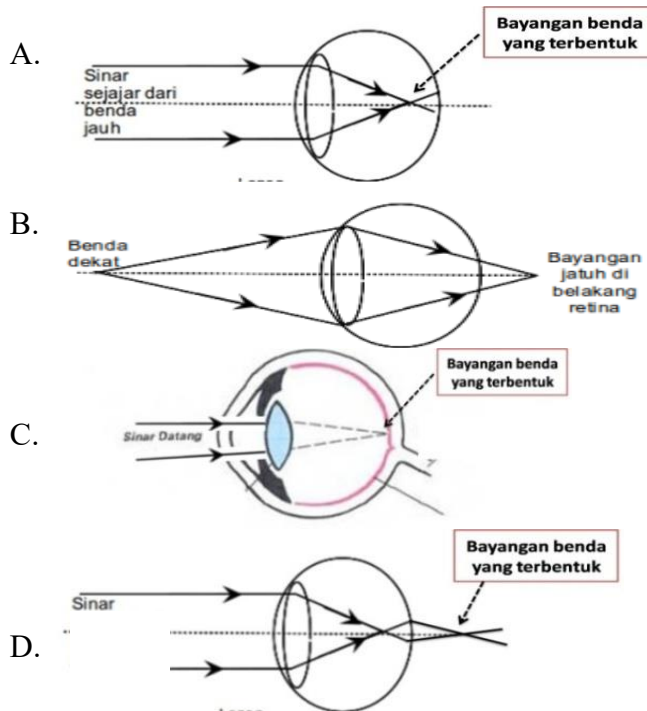 A.
Sinar
sejajar dari
benda
jauh
Bayangan benda
yang terbentuk
B.
Benda
dekat
Bayangan
jatuh di
belakang
retina
C.
Sinar Datang
Bayangan benda
yang terbentuk
D.
Sinar
Bayangan benda
yang terbentuk